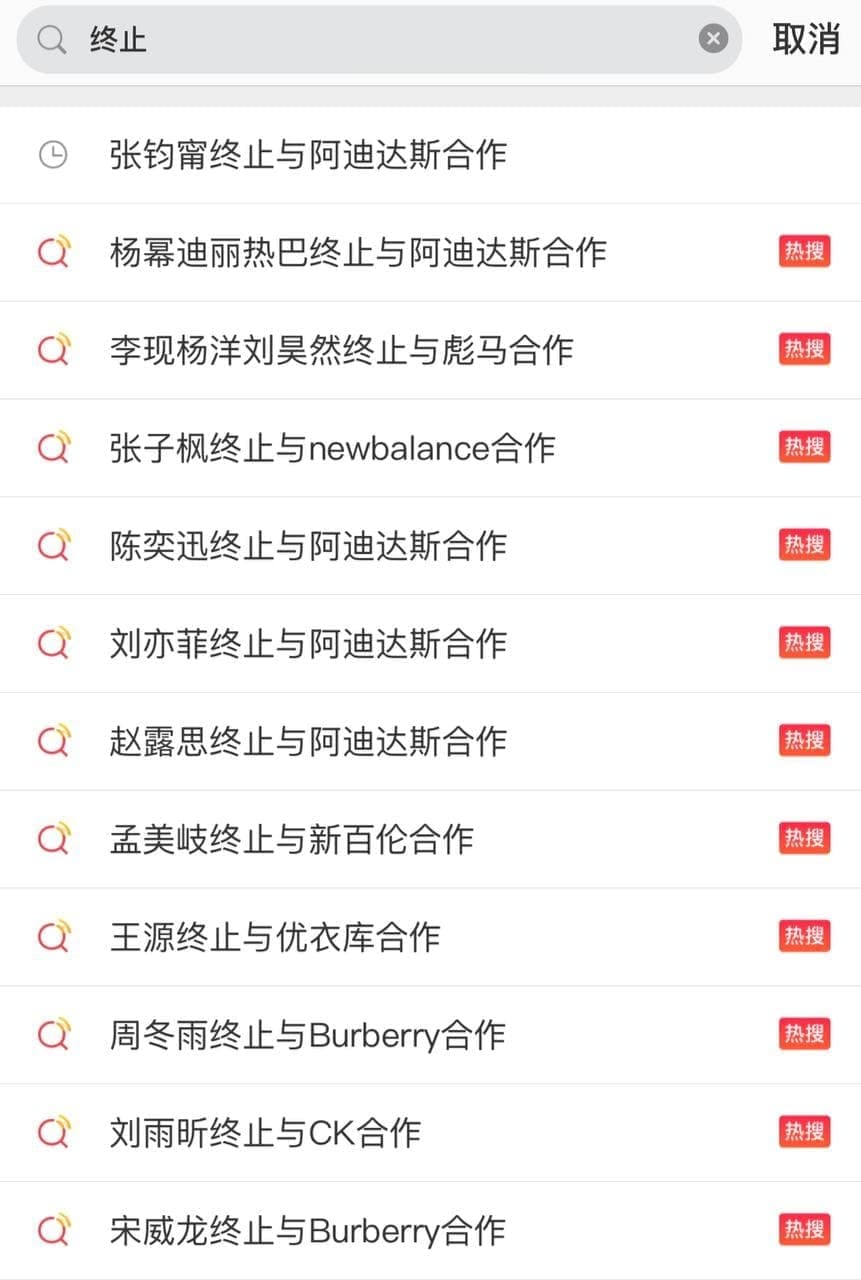 终止 取消
张钧甯终止与阿迪达斯合作
杨幂迪丽热巴终止与阿迪达斯合作 热搜
李现杨洋刘昊然终止与彪马合作 热搜
张子枫终止与newbalance合作 热搜
陈奕迅终止与阿迪达斯合作 热搜
刘亦菲终止与阿迪达斯合作 热搜
赵露思终止与阿迪达斯合作 热搜
孟美岐终止与新百伦合作 热搜
王源终止与优衣库合作 热搜
周冬雨终止与Burberry合作 热搜
刘雨昕终止与CK合作 热搜
宋威龙终止与Burberry合作 热搜